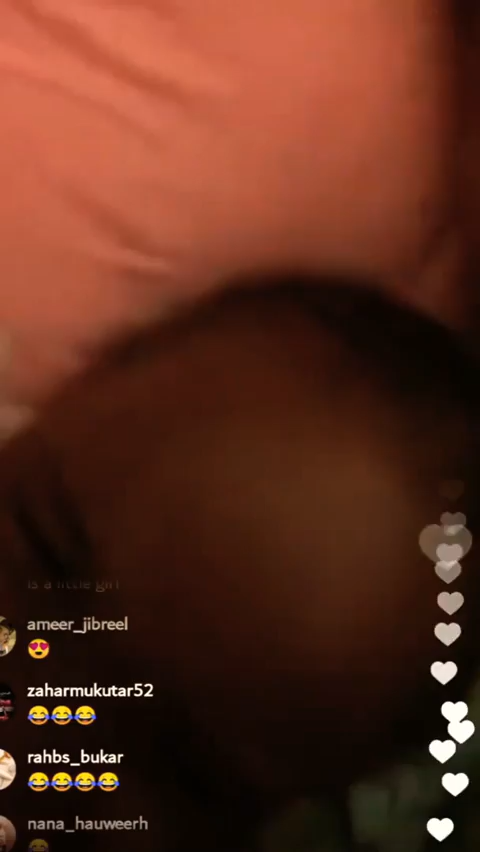 is a little girl
ameer_jibreel
😍
zaharmukutar52
😂😂😂
rahbs_bukar
😂😂😂😂
nana_hauweerh
😂